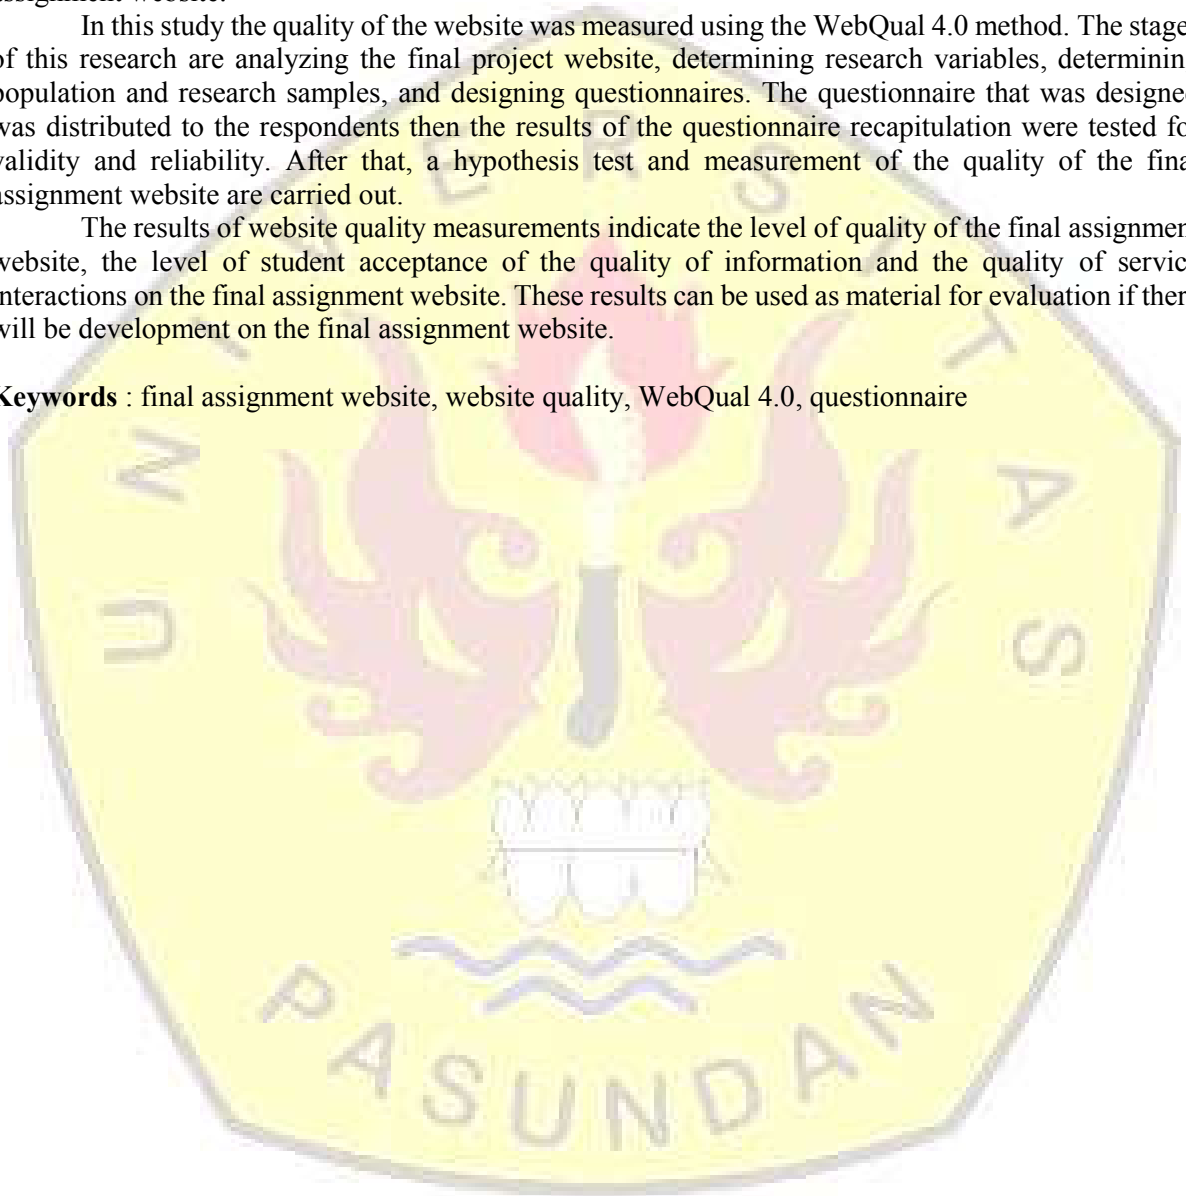 assignment website.
In this study the quality of the website was measured using the WebQual 4.0 method. The stage
of this research are analyzing the final project website, determining research variables, determinin
population and research samples, and designing questionnaires. The questionnaire that was designe
was distributed to the respondents then the results of the questionnaire recapitulation were tested fo
validity and reliability. After that, a hypothesis test and measurement of the quality of the fina
assignment website are carried out.
The results of website quality measurements indicate the level of quality of the final assignmen
website, the level of student acceptance of the quality of information and the quality of servic
interactions on the final assignment website. These results can be used as material for evaluation if ther
will be development on the final assignment website.
Keywords : final assignment website, website quality, WebQual 4.0, questionnaire
UNIVERSITAS
PASUNDAN